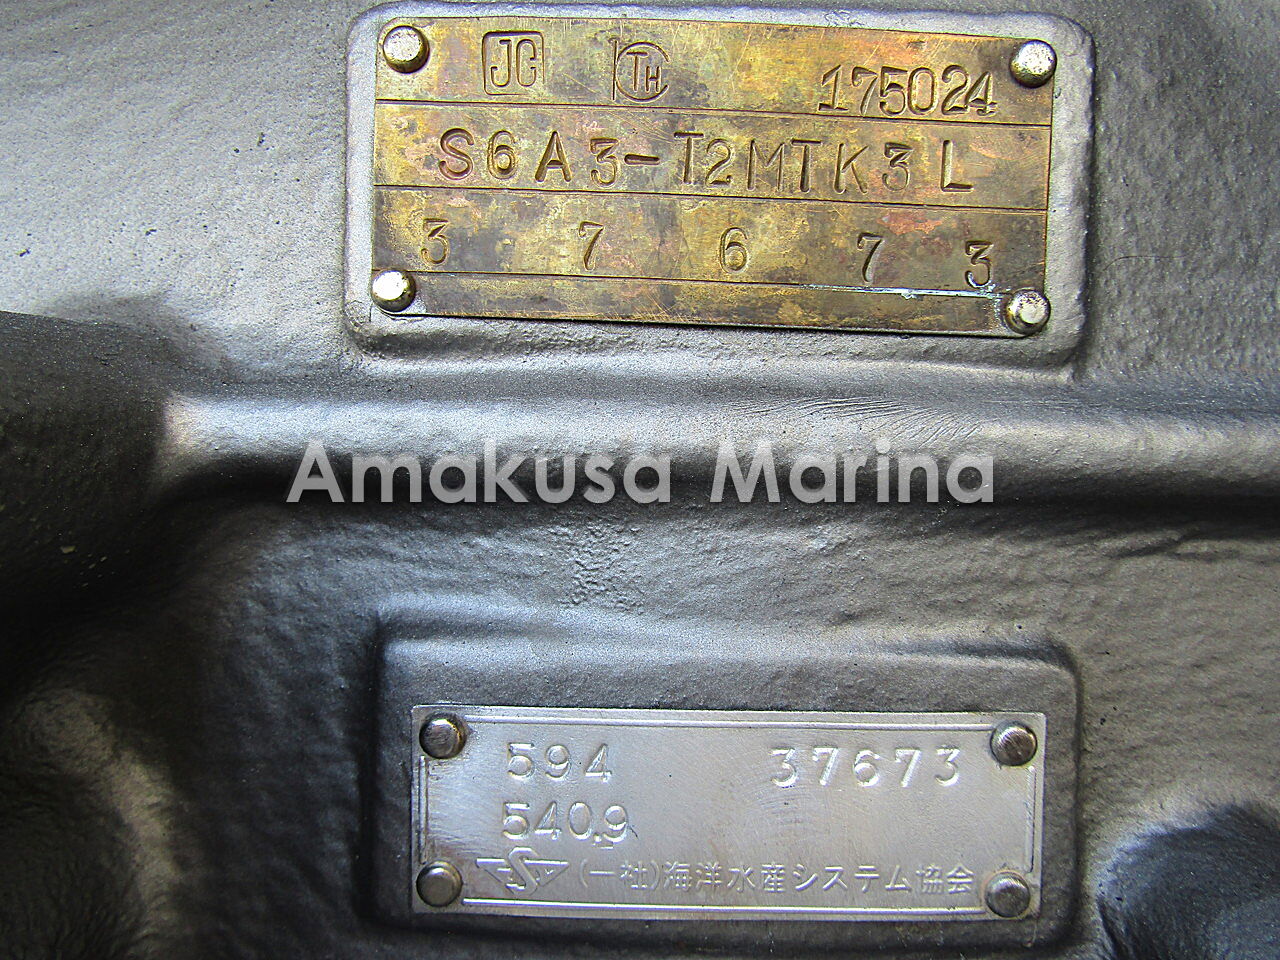 JG TH 175024
S6A3-T2MTK3L
3 7 6 7 3
Amakusa Marina
594 37673
540.9
(一社)海洋水産システム協会